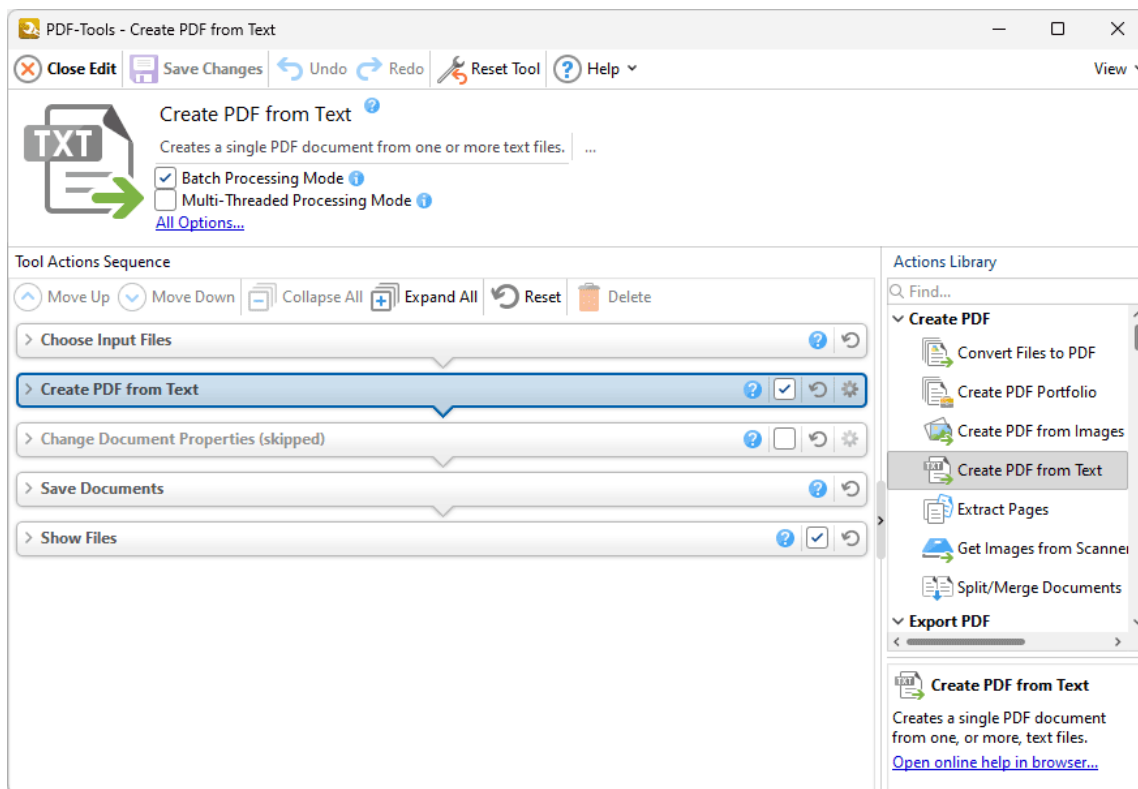 PDF-Tools - Create PDF from Text
Close Edit Save Changes Undo Redo Reset Tool ? Help View
Create PDF from Text ?
TXT
Creates a single PDF document from one or more text files. ...
Batch Processing Mode i
Multi-Threaded Processing Mode i
All Options...
Tool Actions Sequence
Move Up Move Down Collapse All Expand All Reset Delete
Choose Input Files ?
Create PDF from Text ?
Change Document Properties (skipped) ?
Save Documents ?
Show Files ?
Actions Library
Find...
Create PDF
Convert Files to PDF
Create PDF Portfolio
Create PDF from Images
TXT Create PDF from Text
Extract Pages
Get Images from Scanner
Split/Merge Documents
Export PDF
TXT Create PDF from Text
Creates a single PDF document
from one, or more, text files.
Open online help in browser...